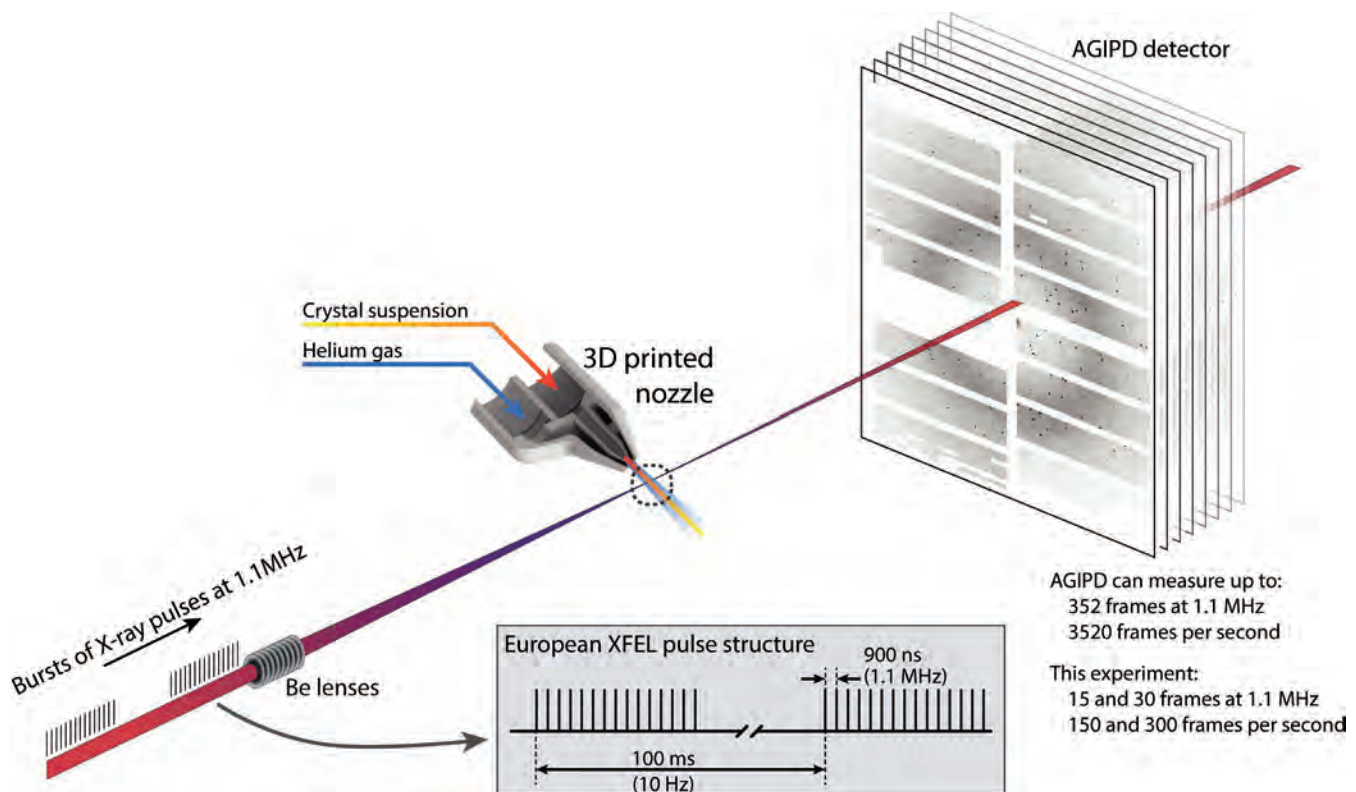 AGIPD detector
Crystal suspension
Helium gas
3D printed
nozzle
Bursts of X-ray pulses at 1.1MHz
Be lenses
European XFEL pulse structure
900 ns
(1.1 MHz)
100 ms
(10 Hz)
AGIPD can measure up to:
352 frames at 1.1 MHz
3520 frames per second
This experiment:
15 and 30 frames at 1.1 MHz
150 and 300 frames per second